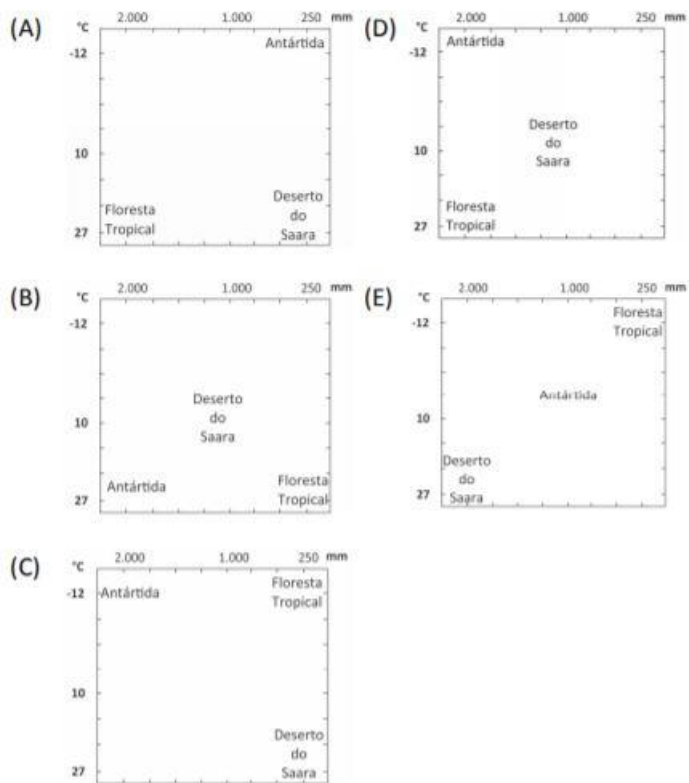 (A)
°C
2.000 1.000 250 mm
-12
10
27
Antártida
Floresta
Tropical
Deserto
do
Saara
(B)
°C
2.000 1.000 250 mm
-12
10
27
Deserto
do
Saara
Antártida
Floresta
Tropical
(C)
°C
2.000 1.000 250 mm
-12
10
27
Antártida
Floresta
Tropical
Deserto
do
Saara
(D)
°C
2.000 1.000 250 mm
-12
10
27
Antártida
Deserto
do
Saara
Floresta
Tropical
(E)
°C
2.000 1.000 250 mm
-12
10
27
Floresta
Tropical
Antártida
Deserto
do
Saara